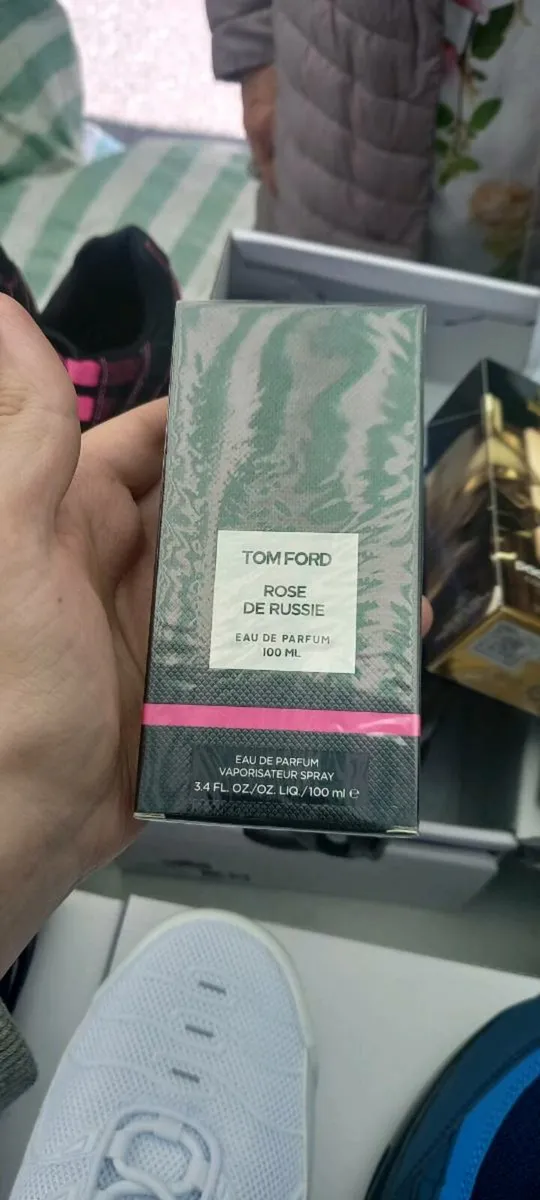 TOM FORD
ROSE
DE RUSSIE
EAU DE PARFUM
100 ML
EAU DE PARFUM
VAPORISATEUR SPRAY
3.4 FL. OZ./OZ. LIQ./100 ml ℮